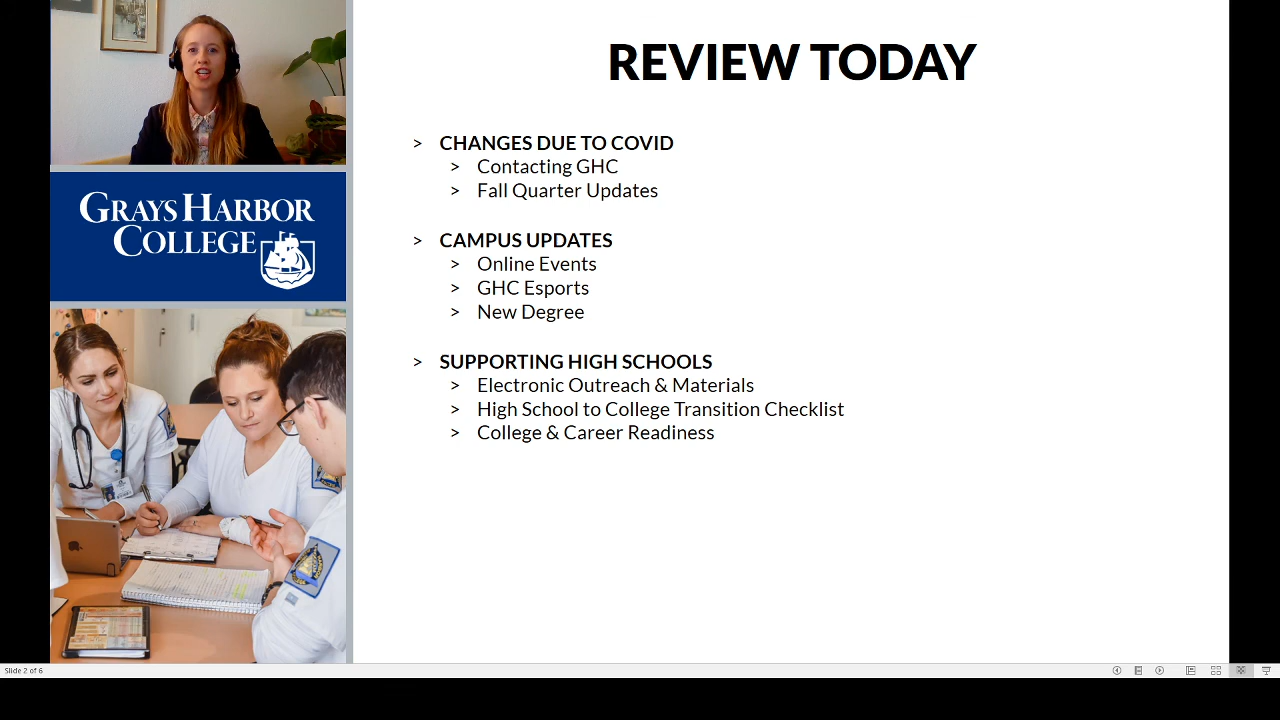 REVIEW TODAY
> CHANGES DUE TO COVID
> Contacting GHC
> Fall Quarter Updates
> CAMPUS UPDATES
> Online Events
> GHC Esports
> New Degree
> SUPPORTING HIGH SCHOOLS
> Electronic Outreach & Materials
> High School to College Transition Checklist
> College & Career Readiness
GRAYS HARBOR
COLLEGE
Slide 2 of 6